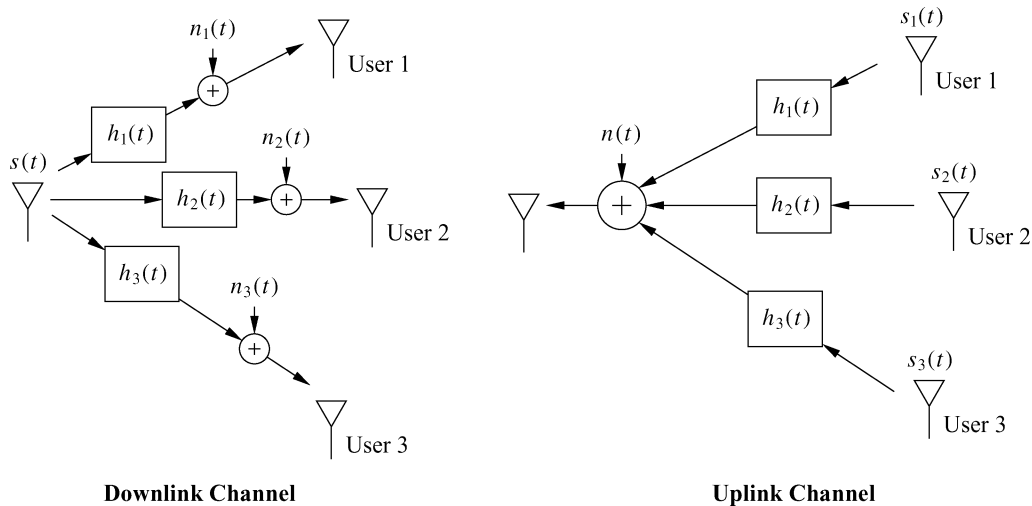 n₁(t)
User 1
h₁(t)
s(t)
n₂(t)
h₂(t)
User 2
h₃(t)
n₃(t)
User 3
Downlink Channel
s₁(t)
User 1
h₁(t)
n(t)
s₂(t)
h₂(t)
User 2
h₃(t)
s₃(t)
User 3
Uplink Channel